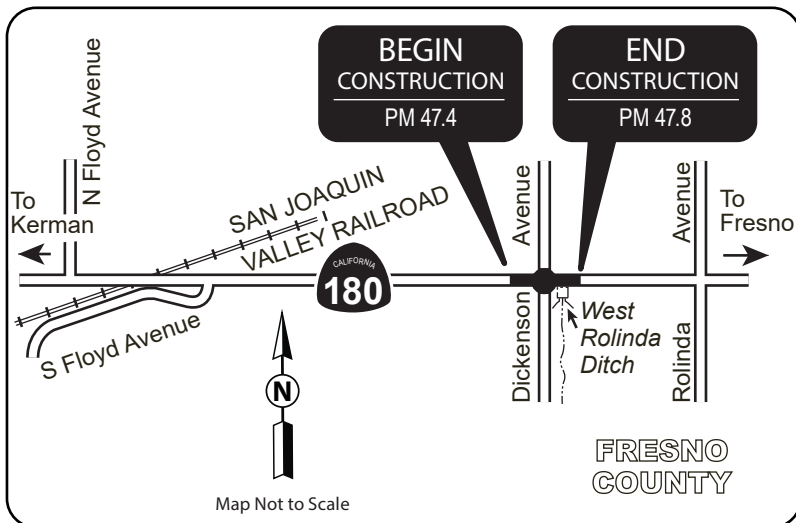 BEGIN
CONSTRUCTION
PM 47.4
END
CONSTRUCTION
PM 47.8
N Floyd Avenue
To
Kerman
SAN JOAQUIN
VALLEY RAILROAD
Avenue
Avenue
To
Fresno
CALIFORNIA
180
S Floyd Avenue
Dickenson
West
Rolinda
Ditch
Rolinda
N
Map Not to Scale
FRESNO
COUNTY